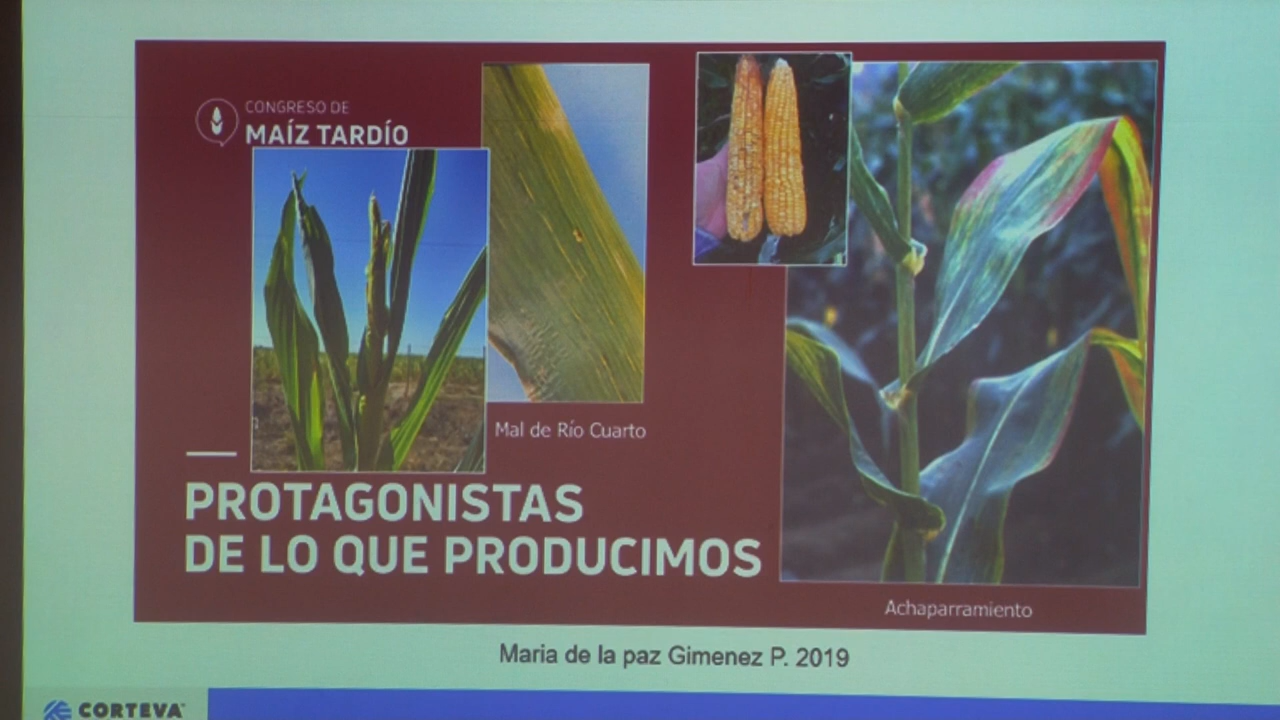 CONGRESO DE
MAÍZ TARDÍO
Mal de Río Cuarto
PROTAGONISTAS
DE LO QUE PRODUCIMOS
Achaparramiento
Maria de la paz Gimenez P. 2019
CORTEVA